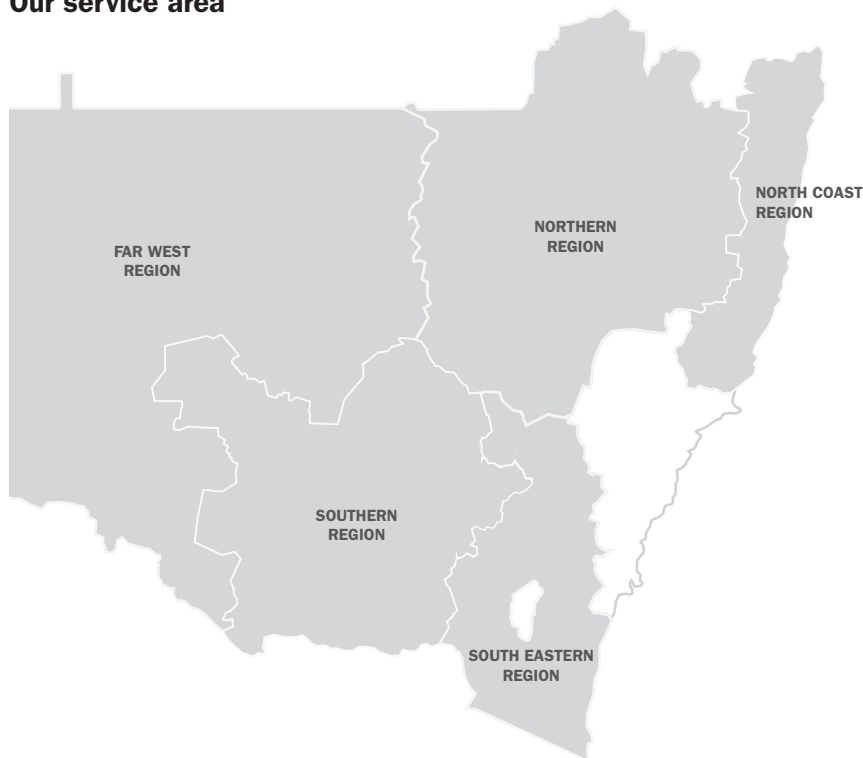 Our service area
NORTH COAST
REGION
NORTHERN
REGION
FAR WEST
REGION
SOUTHERN
REGION
SOUTH EASTERN
REGION